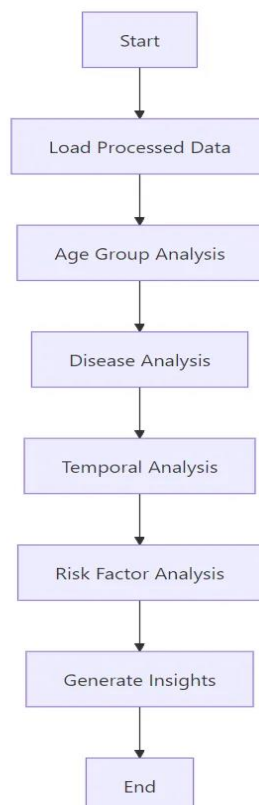 Start
Load Processed Data
Age Group Analysis
Disease Analysis
Temporal Analysis
Risk Factor Analysis
Generate Insights
End